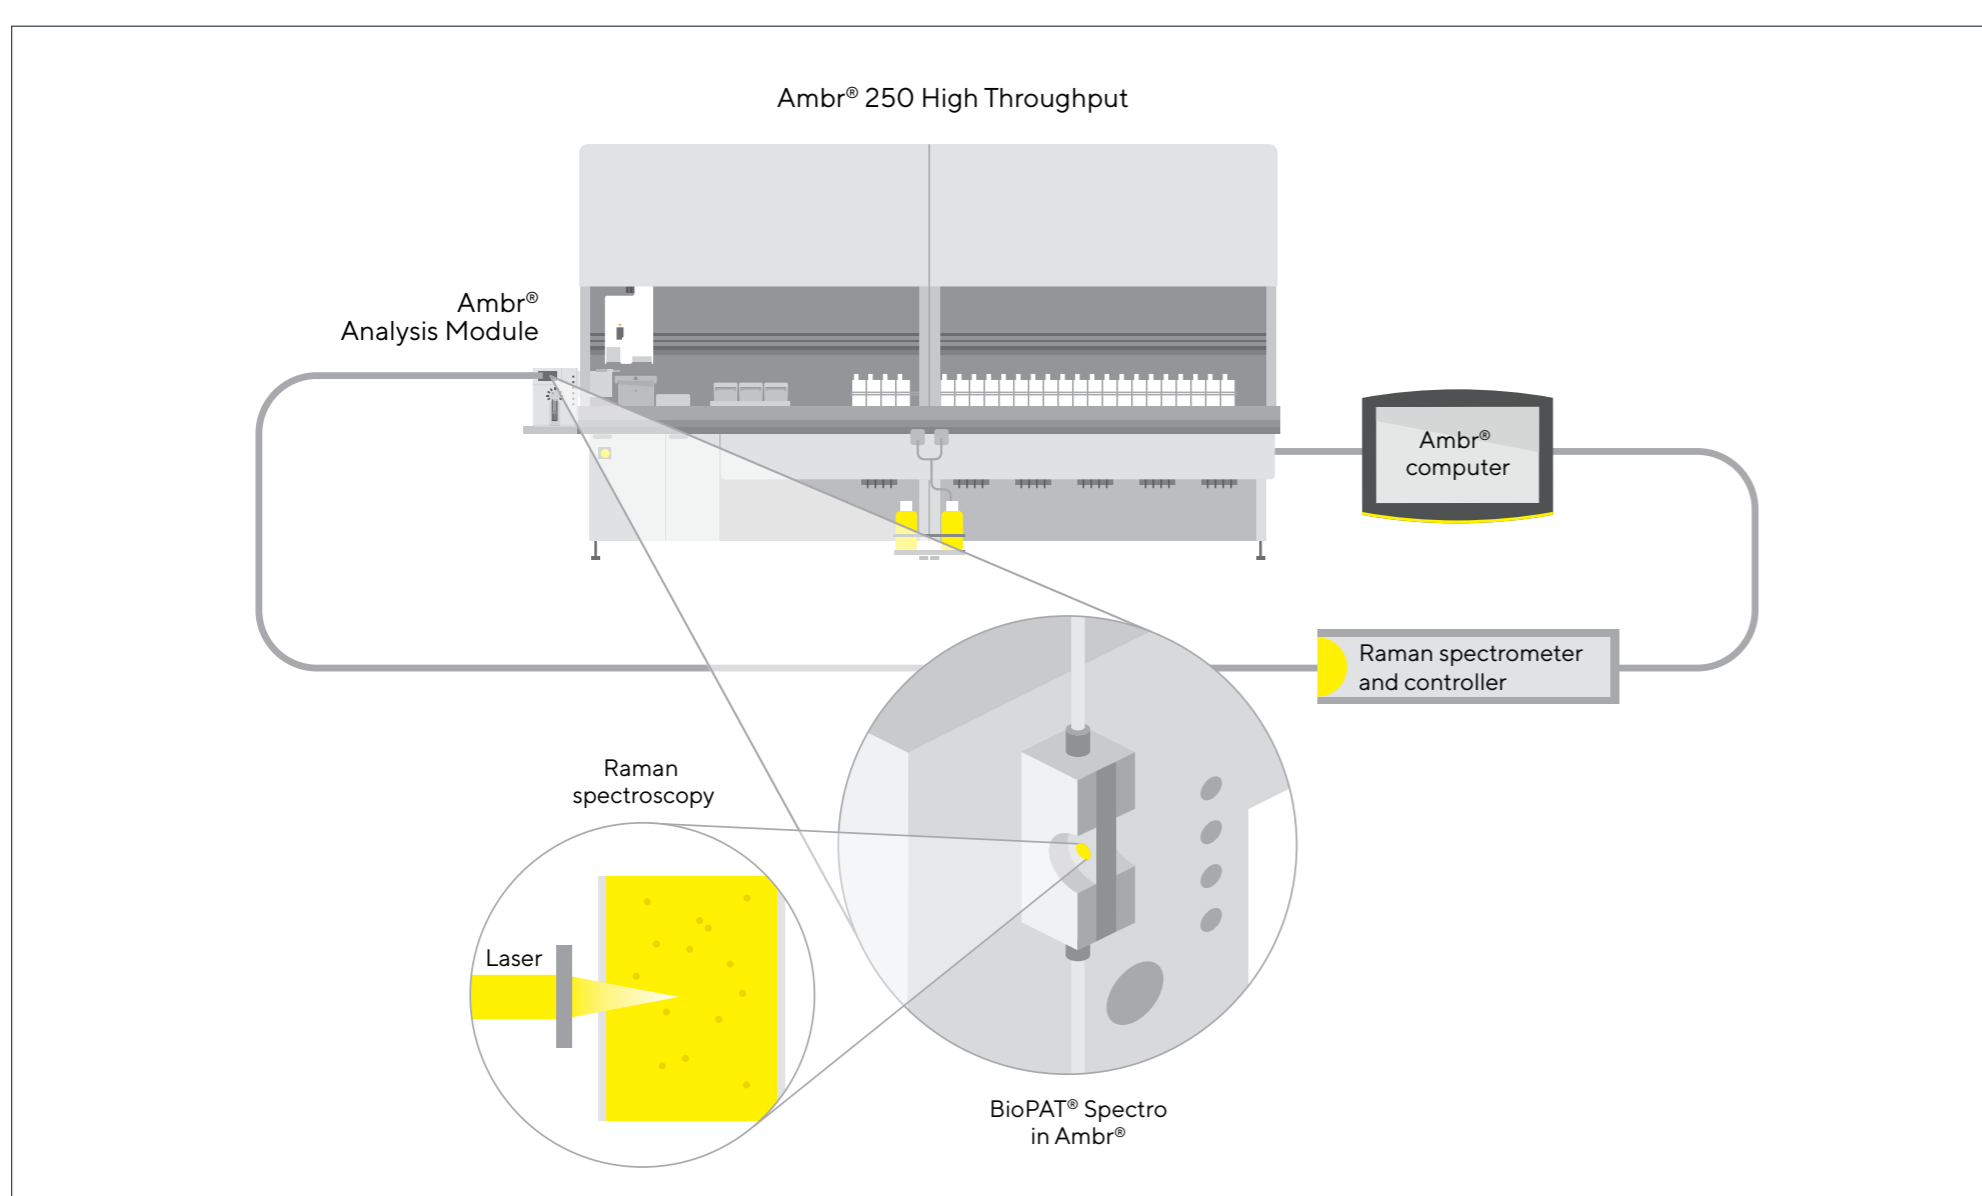 Ambr® 250 High Throughput
Ambr®
Analysis Module
Ambr®
computer
Raman spectrometer
and controller
Raman
spectroscopy
Laser
BioPAT® Spectro
in Ambr®